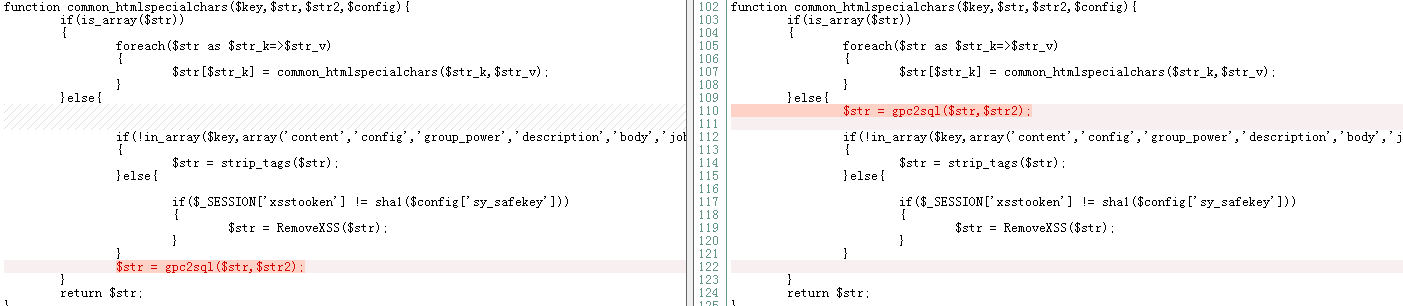 function common_htmlspecialchars($key,$str,$str2,$config){
if(is_array($str))
{
foreach($str as $str_k=>$str_v)
{
$str[$str_k] = common_htmlspecialchars($str_k,$str_v);
}
}else{
if(!in_array($key,array('content','config','group_power','description','body','job
{
$str = strip_tags($str);
}else{
if($_SESSION['xsstooken'] != sha1($config['sy_safekey']))
{
$str = RemoveXSS($str);
}
}
$str = gpc2sql($str,$str2);
}
return $str;
}
102 function common_htmlspecialchars($key,$str,$str2,$config){
103 if(is_array($str))
104 {
105 foreach($str as $str_k=>$str_v)
106 {
107 $str[$str_k] = common_htmlspecialchars($str_k,$str_v);
108 }
109 }else{
110 $str = gpc2sql($str,$str2);
111
112 if(!in_array($key,array('content','config','group_power','description','body','j
113 {
114 $str = strip_tags($str);
115 }else{
116
117 if($_SESSION['xsstooken'] != sha1($config['sy_safekey']))
118 {
119 $str = RemoveXSS($str);
120 }
121 }
122
123 }
124 return $str;
125 }